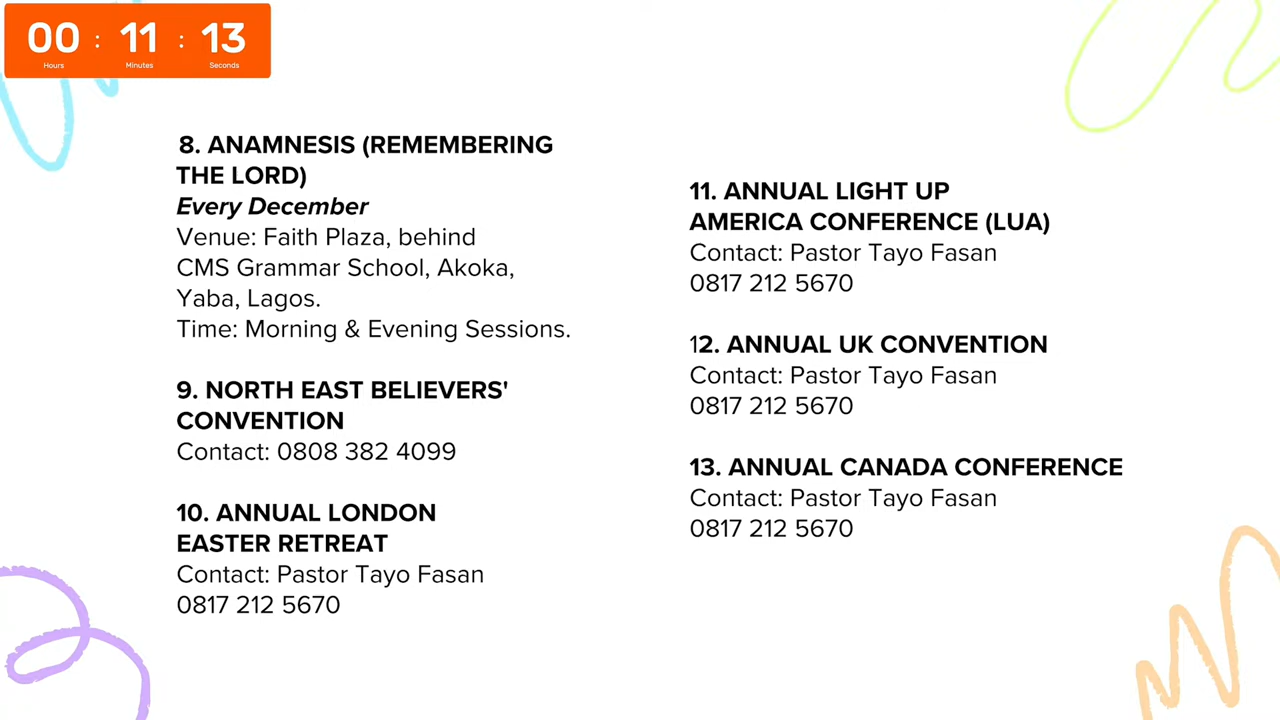 00 : 11 : 13
Hours Minutes Seconds
8. ANAMNESIS (REMEMBERING
THE LORD)
Every December
Venue: Faith Plaza, behind
CMS Grammar School, Akoka,
Yaba, Lagos.
Time: Morning & Evening Sessions.
9. NORTH EAST BELIEVERS'
CONVENTION
Contact: 0808 382 4099
10. ANNUAL LONDON
EASTER RETREAT
Contact: Pastor Tayo Fasan
0817 212 5670
11. ANNUAL LIGHT UP
AMERICA CONFERENCE (LUA)
Contact: Pastor Tayo Fasan
0817 212 5670
12. ANNUAL UK CONVENTION
Contact: Pastor Tayo Fasan
0817 212 5670
13. ANNUAL CANADA CONFERENCE
Contact: Pastor Tayo Fasan
0817 212 5670